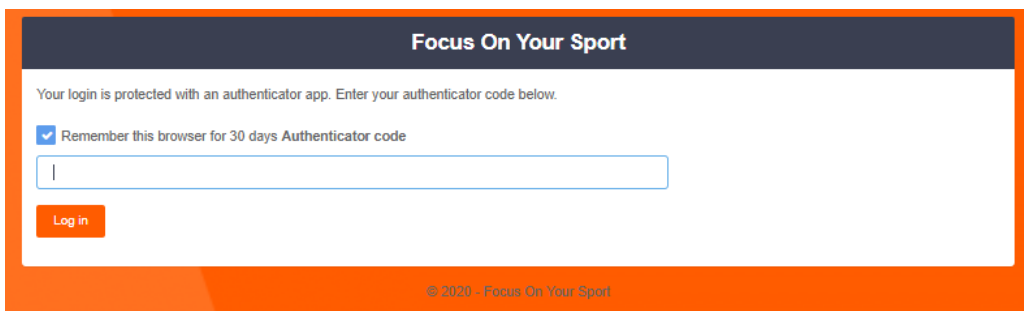 Focus On Your Sport
Your login is protected with an authenticator app. Enter your authenticator code below.
Remember this browser for 30 days Authenticator code
Log in
© 2020 - Focus On Your Sport